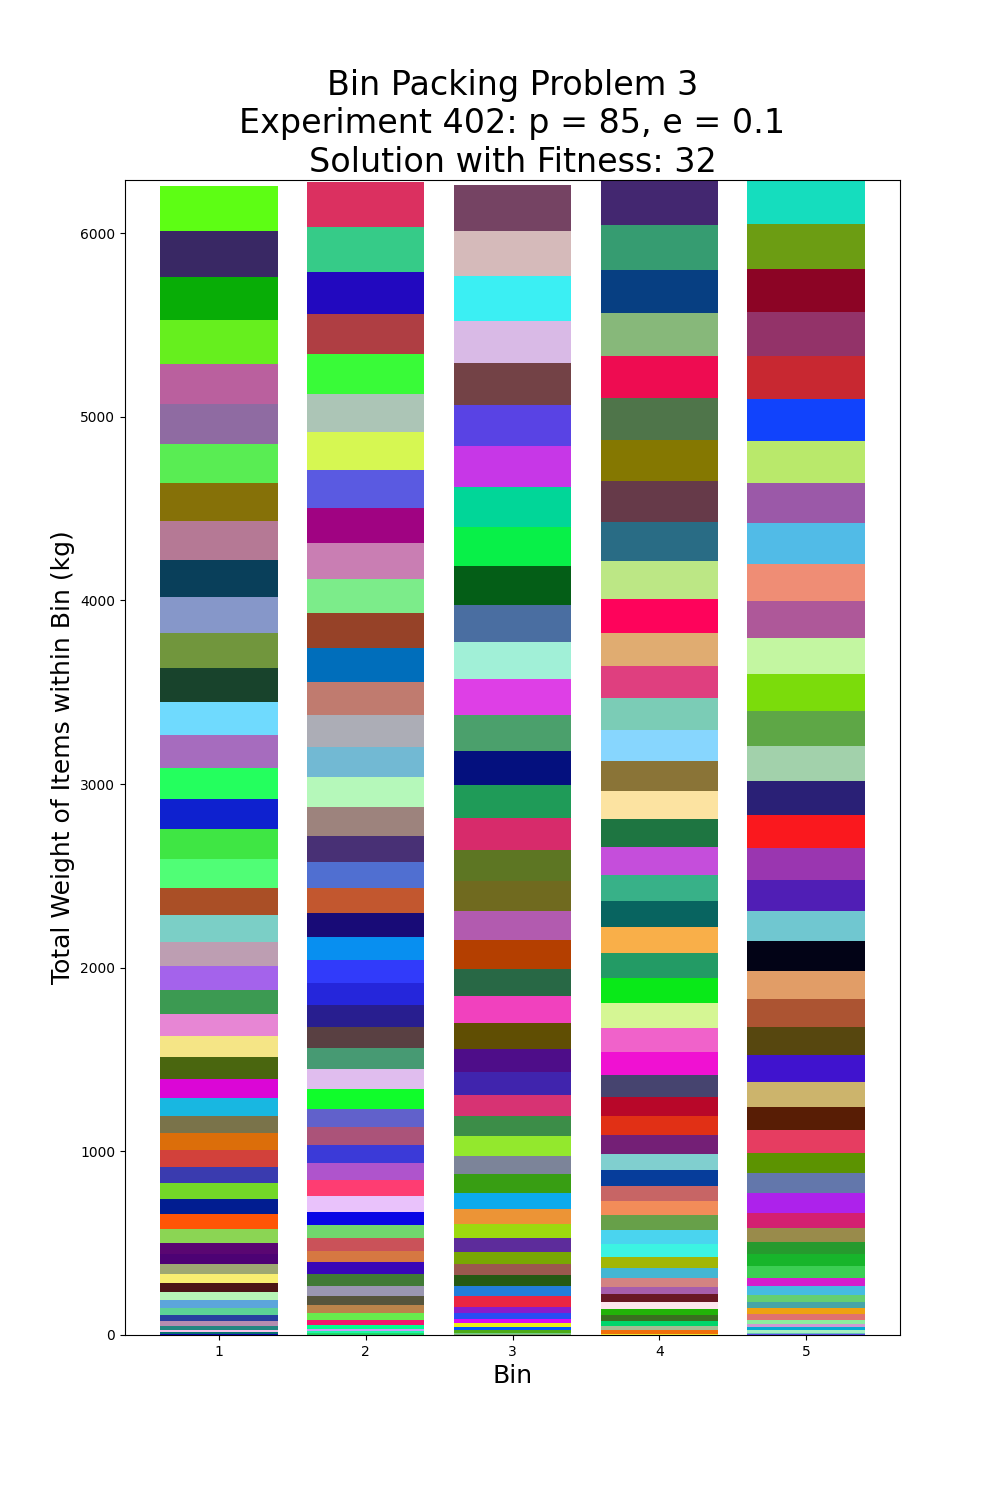 Bin Packing Problem 3
Experiment 402: p = 85, e = 0.1
Solution with Fitness: 32
Total Weight of Items within Bin (kg)
6000
5000
4000
3000
2000
1000
0
1 2 3 4 5
Bin